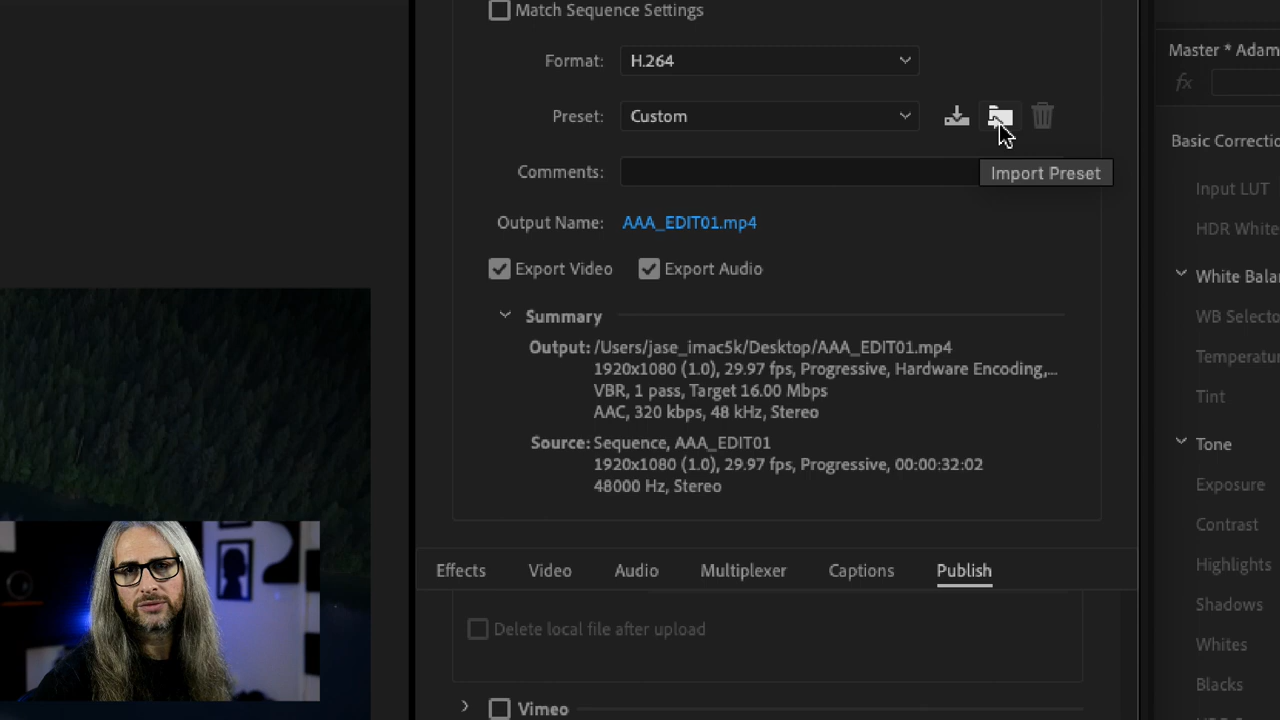 Match Sequence Settings
Format: H.264
Preset: Custom
Comments:
Import Preset
Output Name: AAA_EDIT01.mp4
Export Video Export Audio
Summary
Output: /Users/jase_imac5k/Desktop/AAA_EDIT01.mp4
1920x1080 (1.0), 29.97 fps, Progressive, Hardware Encoding,...
VBR, 1 pass, Target 16.00 Mbps
AAC, 320 kbps, 48 kHz, Stereo
Source: Sequence, AAA_EDIT01
1920x1080 (1.0), 29.97 fps, Progressive, 00:00:32:02
48000 Hz, Stereo
Effects Video Audio Multiplexer Captions Publish
Delete local file after upload
Vimeo
Master * Adam
fx
Basic Correctio
Input LUT
HDR White
White Balan
WB Selecto
Temperatur
Tint
Tone
Exposure
Contrast
Highlights
Shadows
Whites
Blacks